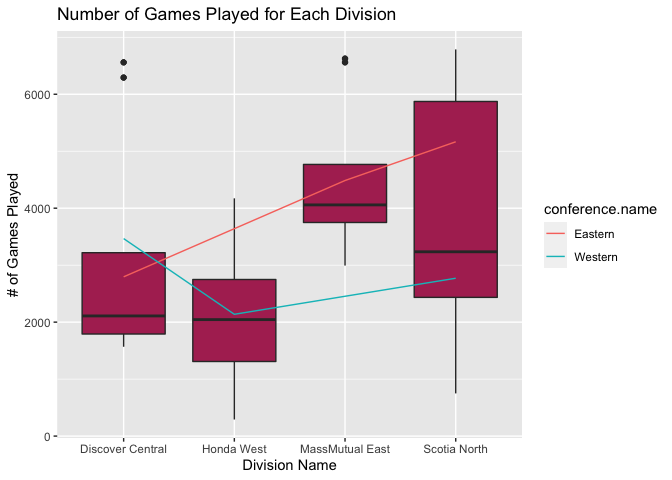 Number of Games Played for Each Division
# of Games Played
6000
4000
2000
0
Discover Central
Honda West
MassMutual East
Scotia North
Division Name
conference.name
Eastern
Western